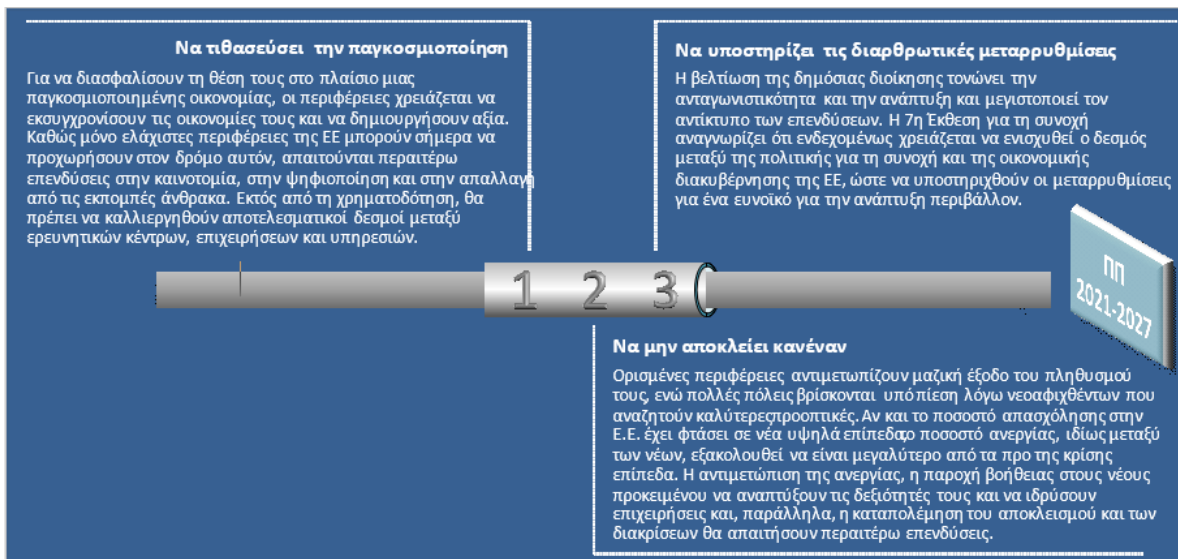 Να τιθασεύσει την παγκοσμιοποίηση
Για να διασφαλίσουν τη θέση τους στο πλαίσιο μιας
παγκοσμιοποιημένης οικονομίας, οι περιφέρειες χρειάζεται να
εκσυγχρονίσουν τις οικονομίες τους και να δημιουργήσουν αξία.
Καθώς μόνο ελάχιστες περιφέρειες της ΕΕ μπορούν σήμερα να
προχωρήσουν στον δρόμο αυτόν, απαιτούνται περαιτέρω
επενδύσεις στην καινοτομία, στην ψηφιοποίηση και στην απαλλαγή
από τις εκπομπές άνθρακα. Εκτός από τη χρηματοδότηση, θα
πρέπει να καλλιεργηθούν αποτελεσματικοί δεσμοί μεταξύ
ερευνητικών κέντρων, επιχειρήσεων και υπηρεσιών.
Να υποστηρίζει τις διαρθρωτικές μεταρρυθμίσεις
Η βελτίωση της δημόσιας διοίκησης τονώνει την
ανταγωνιστικότητα και την ανάπτυξη και μεγιστοποιεί τον
αντίκτυπο των επενδύσεων. Η 7η Έκθεση για τη συνοχή
αναγνωρίζει ότι ενδεχομένως χρειάζεται να ενισχυθεί ο δεσμός
μεταξύ της πολιτικής για τη συνοχή και της οικονομικής
διακυβέρνησης της ΕΕ, ώστε να υποστηριχθούν οι μεταρρυθμίσεις
για ένα ευνοϊκό για την ανάπτυξη περιβάλλον.
1 2 3
ΠΠ
2021-2027
Να μην αποκλείει κανέναν
Ορισμένες περιφέρειες αντιμετωπίζουν μαζική έξοδο του πληθυσμού
τους, ενώ πολλές πόλεις βρίσκονται υπό πίεση λόγω νεοαφιχθέντων που
αναζητούν καλύτερες προοπτικές. Αν και το ποσοστό απασχόλησης στην
Ε.Ε. έχει φτάσει σε νέα υψηλά επίπεδα, ο ποσοστό ανεργίας, ιδίως μεταξύ
των νέων, εξακολουθεί να είναι μεγαλύτερο από τα προ της κρίσης
επίπεδα. Η αντιμετώπιση της ανεργίας, η παροχή βοήθειας στους νέους
προκειμένου να αναπτύξουν τις δεξιότητές τους και να ιδρύσουν
επιχειρήσεις και, παράλληλα, η καταπολέμηση του αποκλεισμού και των
διακρίσεων θα απαιτήσουν περαιτέρω επενδύσεις.